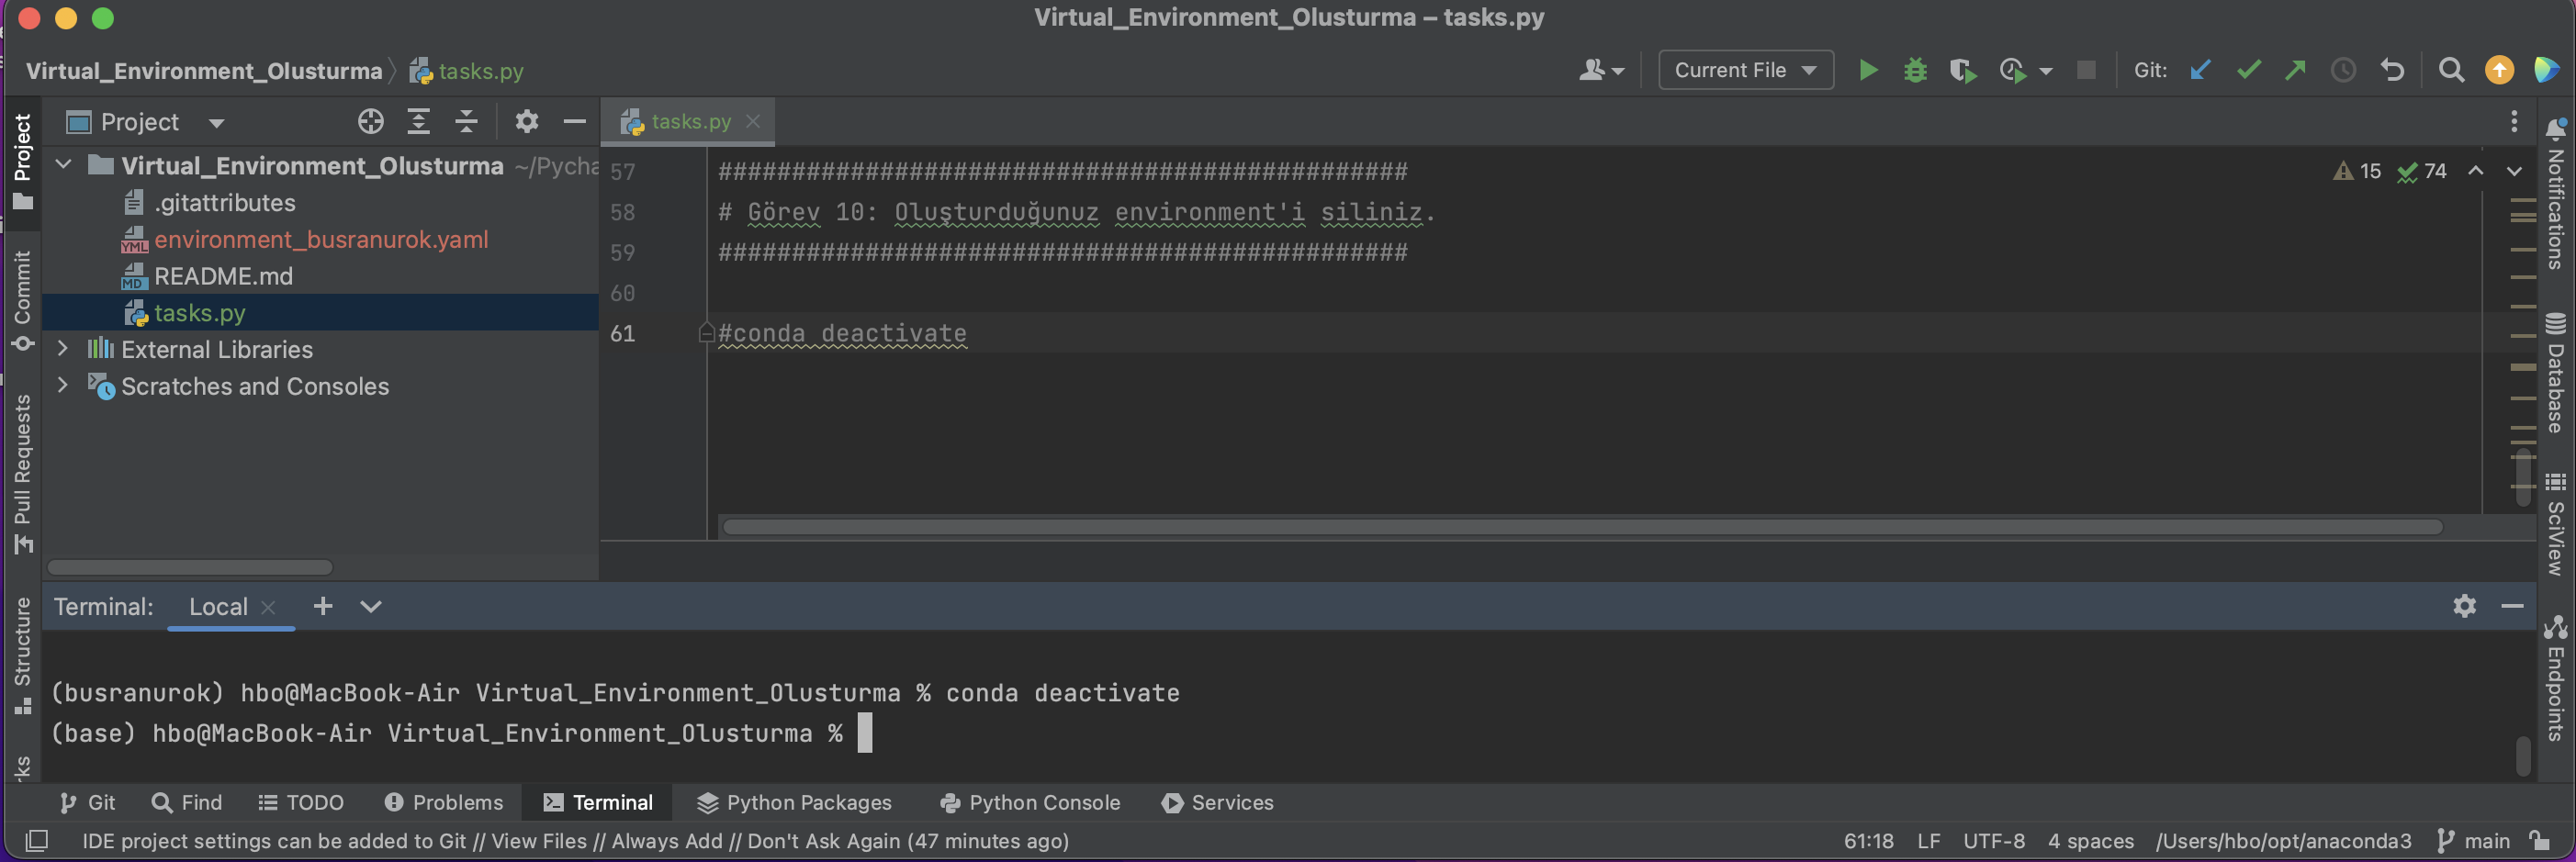 Virtual_Environment_Olusturma – tasks.py
Virtual_Environment_Olusturma
tasks.py
Current File
Git:
Project
Project
tasks.py
Virtual_Environment_Olusturma ~/Pycha
.gitattributes
environment_busranurok.yaml
README.md
tasks.py
External Libraries
Scratches and Consoles
57 ###############################################
58 # Görev 10: Oluşturduğunuz environment'i siliniz.
59 ###############################################
60
61 #conda deactivate
15 74
Commit
Pull Requests
Structure
rks
Notifications
Database
SciView
Endpoints
Terminal: Local
(busranurok) hbo@MacBook-Air Virtual_Environment_Olusturma % conda deactivate
(base) hbo@MacBook-Air Virtual_Environment_Olusturma %
Git Find TODO Problems Terminal Python Packages Python Console Services
IDE project settings can be added to Git // View Files // Always Add // Don't Ask Again (47 minutes ago)
61:18 LF UTF-8 4 spaces /Users/hbo/opt/anaconda3 main